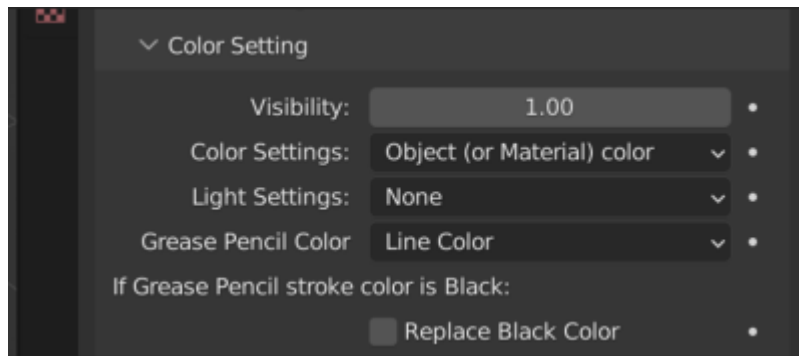 Color Setting
Visibility: 1.00
Color Settings: Object (or Material) color
Light Settings: None
Grease Pencil Color Line Color
If Grease Pencil stroke color is Black:
Replace Black Color